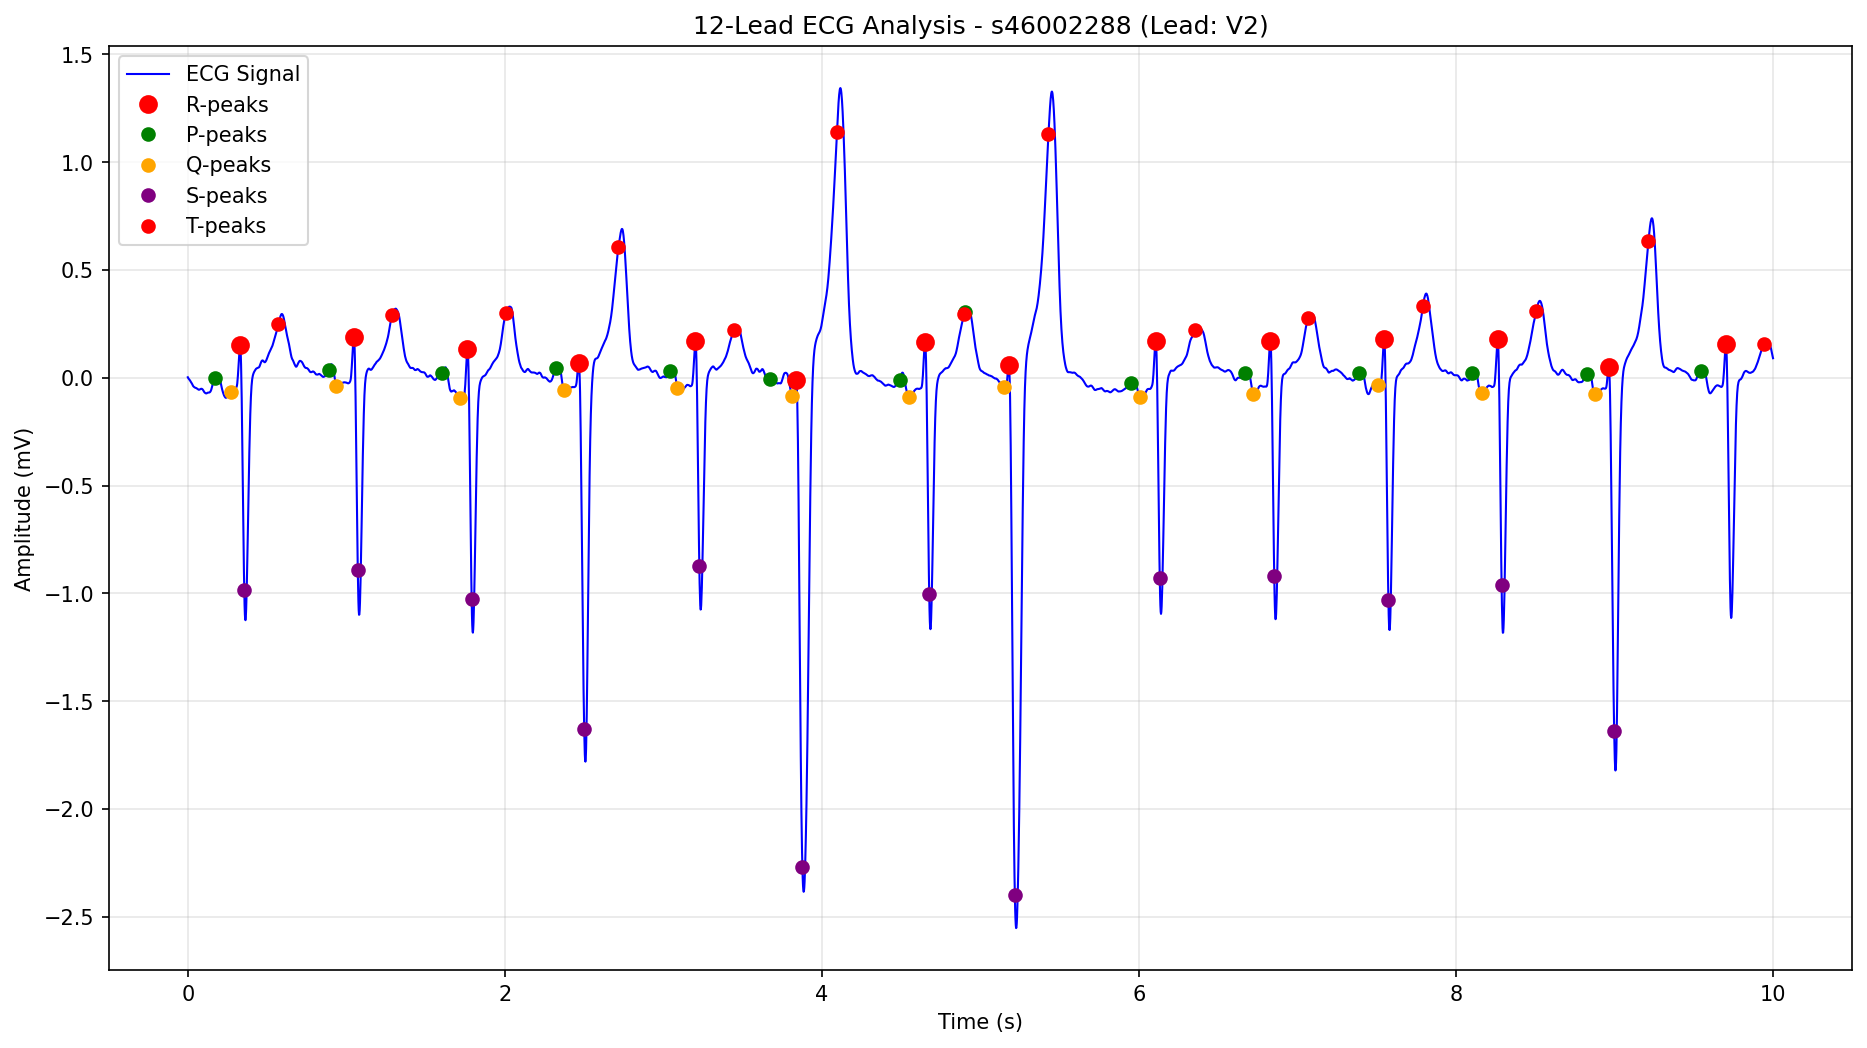 12-Lead ECG Analysis - s46002288 (Lead: V2)
ECG Signal
R-peaks
P-peaks
Q-peaks
S-peaks
T-peaks
1.5
1.0
0.5
0.0
−0.5
−1.0
−1.5
−2.0
−2.5
Amplitude (mV)
0 2 4 6 8 10
Time (s)